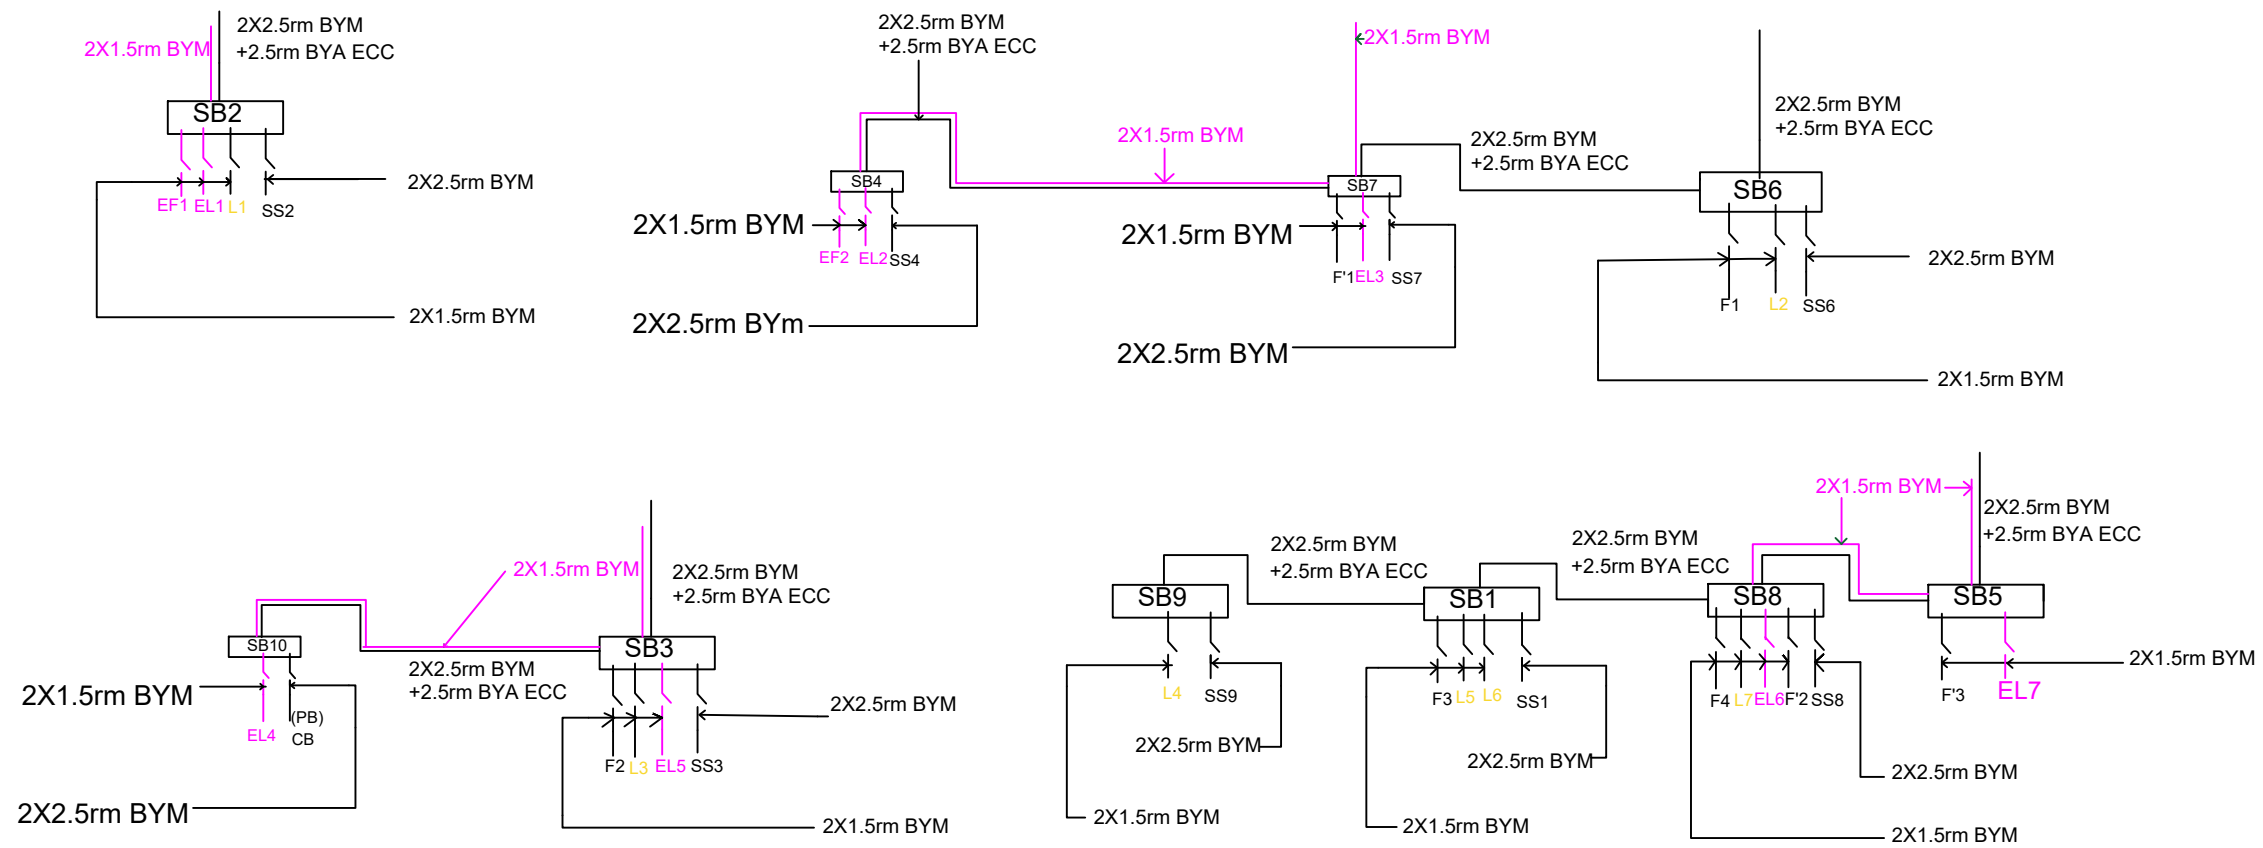 2X1.5rm BYM
2X2.5rm BYM
+2.5rm BYA ECC
SB2
EF1
EL1
L1
SS2
2X2.5rm BYM
2X1.5rm BYM
2X2.5rm BYM
+2.5rm BYA ECC
SB4
2X1.5rm BYM
EF2
EL2
SS4
2X2.5rm BYm
2X1.5rm BYM
2X1.5rm BYM
SB7
2X1.5rm BYM
F'1
EL3
SS7
2X2.5rm BYM
2X2.5rm BYM
+2.5rm BYA ECC
2X2.5rm BYM
+2.5rm BYA ECC
SB6
F1
L2
SS6
2X2.5rm BYM
2X1.5rm BYM
2X1.5rm BYM
2X2.5rm BYM
+2.5rm BYA ECC
SB10
2X1.5rm BYM
EL4
(PB)
CB
2X2.5rm BYM
2X2.5rm BYM
+2.5rm BYA ECC
SB3
F2
L3
EL5
SS3
2X2.5rm BYM
2X1.5rm BYM
SB9
L4
SS9
2X2.5rm BYM
2X1.5rm BYM
2X2.5rm BYM
+2.5rm BYA ECC
SB1
F3
L5
L6
SS1
2X2.5rm BYM
2X1.5rm BYM
2X2.5rm BYM
+2.5rm BYA ECC
SB8
F4
L7
EL6
F'2
SS8
2X2.5rm BYM
2X1.5rm BYM
2X1.5rm BYM
2X2.5rm BYM
+2.5rm BYA ECC
SB5
F'3
EL7
2X1.5rm BYM